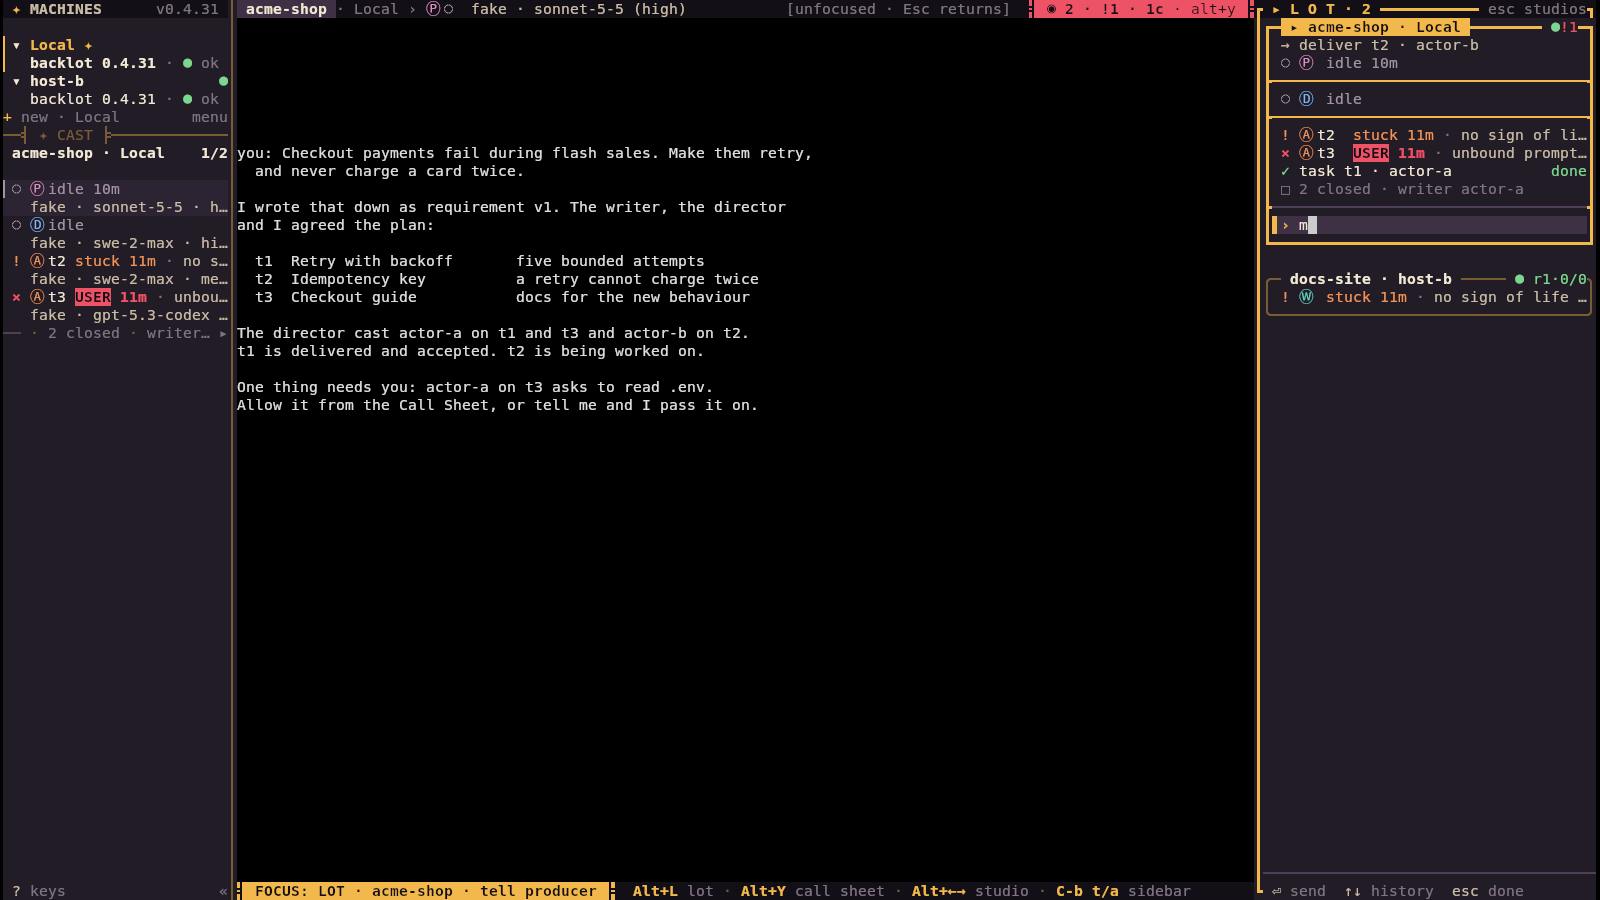 ✦ MACHINES v0.4.31
▾ Local ✦
backlot 0.4.31 · ● ok
▾ host-b ●
backlot 0.4.31 · ● ok
+ new · Local menu
✦ CAST
acme-shop · Local 1/2
◌ Ⓟ idle 10m
fake · sonnet-5-5 · h…
◌ Ⓓ idle
fake · swe-2-max · hi…
! Ⓐ t2 stuck 11m · no s…
fake · swe-2-max · me…
× Ⓐ t3 USER 11m · unbou…
fake · gpt-5.3-codex …
· 2 closed · writer… ▸
? keys «
acme-shop · Local › Ⓟ ◌ fake · sonnet-5-5 (high) [unfocused · Esc returns] ◉ 2 · !1 · 1c · alt+y
you: Checkout payments fail during flash sales. Make them retry,
and never charge a card twice.
I wrote that down as requirement v1. The writer, the director
and I agreed the plan:
t1 Retry with backoff five bounded attempts
t2 Idempotency key a retry cannot charge twice
t3 Checkout guide docs for the new behaviour
The director cast actor-a on t1 and t3 and actor-b on t2.
t1 is delivered and accepted. t2 is being worked on.
One thing needs you: actor-a on t3 asks to read .env.
Allow it from the Call Sheet, or tell me and I pass it on.
FOCUS: LOT · acme-shop · tell producer Alt+L lot · Alt+Y call sheet · Alt+←→ studio · C-b t/a sidebar
▸ L O T · 2 esc studios
▸ acme-shop · Local ●!1
→ deliver t2 · actor-b
◌ Ⓟ idle 10m
◌ Ⓓ idle
! Ⓐ t2 stuck 11m · no sign of li…
× Ⓐ t3 USER 11m · unbound prompt…
✓ task t1 · actor-a done
□ 2 closed · writer actor-a
› m
docs-site · host-b ● r1·0/0
! Ⓦ stuck 11m · no sign of life …
⏎ send ↑↓ history esc done